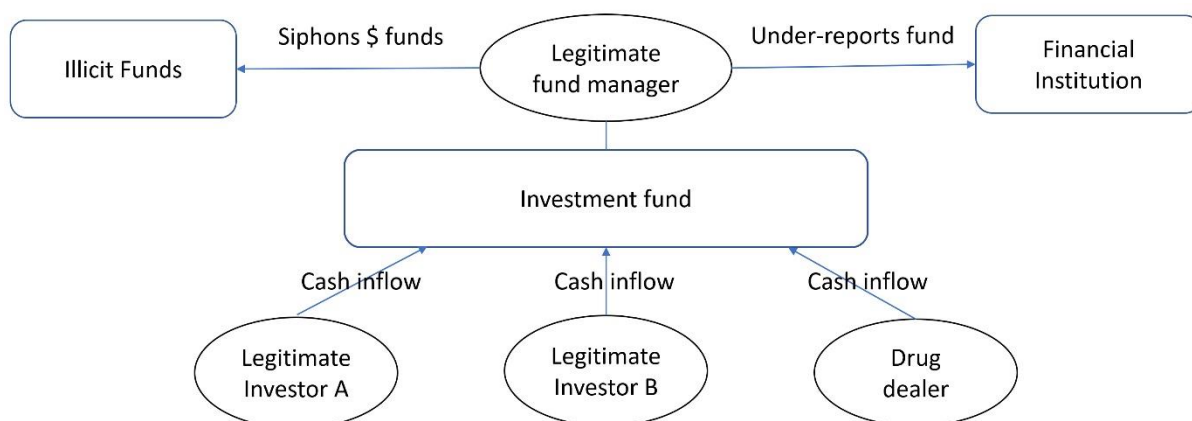 Siphons $ funds
Under-reports fund
Illicit Funds
Legitimate
fund manager
Financial
Institution
Investment fund
Cash inflow
Cash inflow
Cash inflow
Legitimate
Investor A
Legitimate
Investor B
Drug
dealer